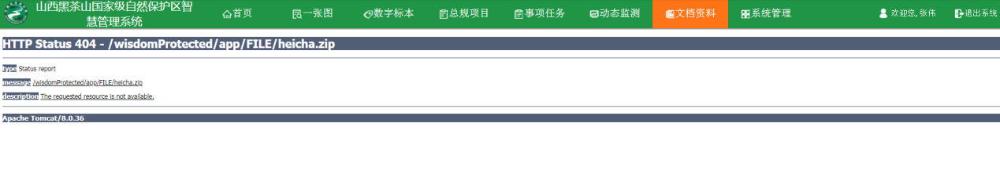 山西黑茶山国家级自然保护区智
慧管理系统
首页
一张图
数字标本
总规项目
事项任务
动态监测
文档资料
系统管理
欢迎您, 张伟
退出系统
HTTP Status 404 - /wisdomProtected/app/FILE/heicha.zip
type Status report
message /wisdomProtected/app/FILE/heicha.zip
description The requested resource is not available.
Apache Tomcat/8.0.36